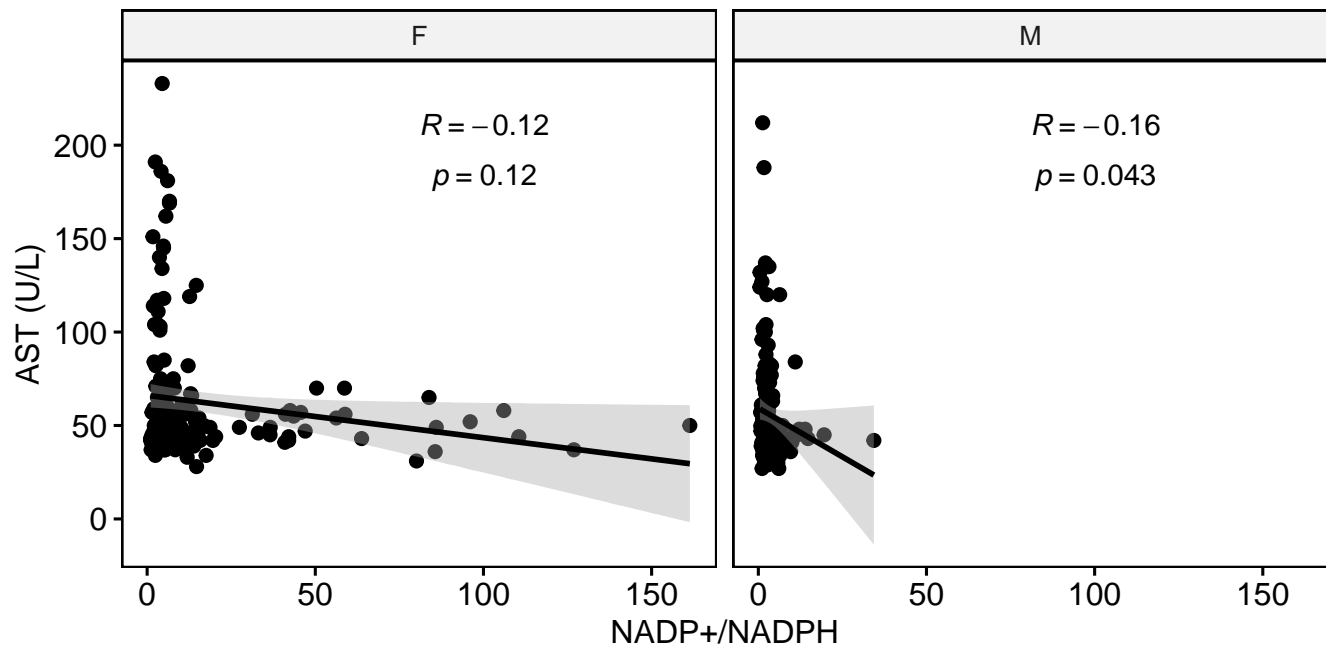 F
M
R = −0.12
p = 0.12
R = −0.16
p = 0.043
AST (U/L)
200
150
100
50
0
0 50 100 150
0 50 100 150
NADP+/NADPH